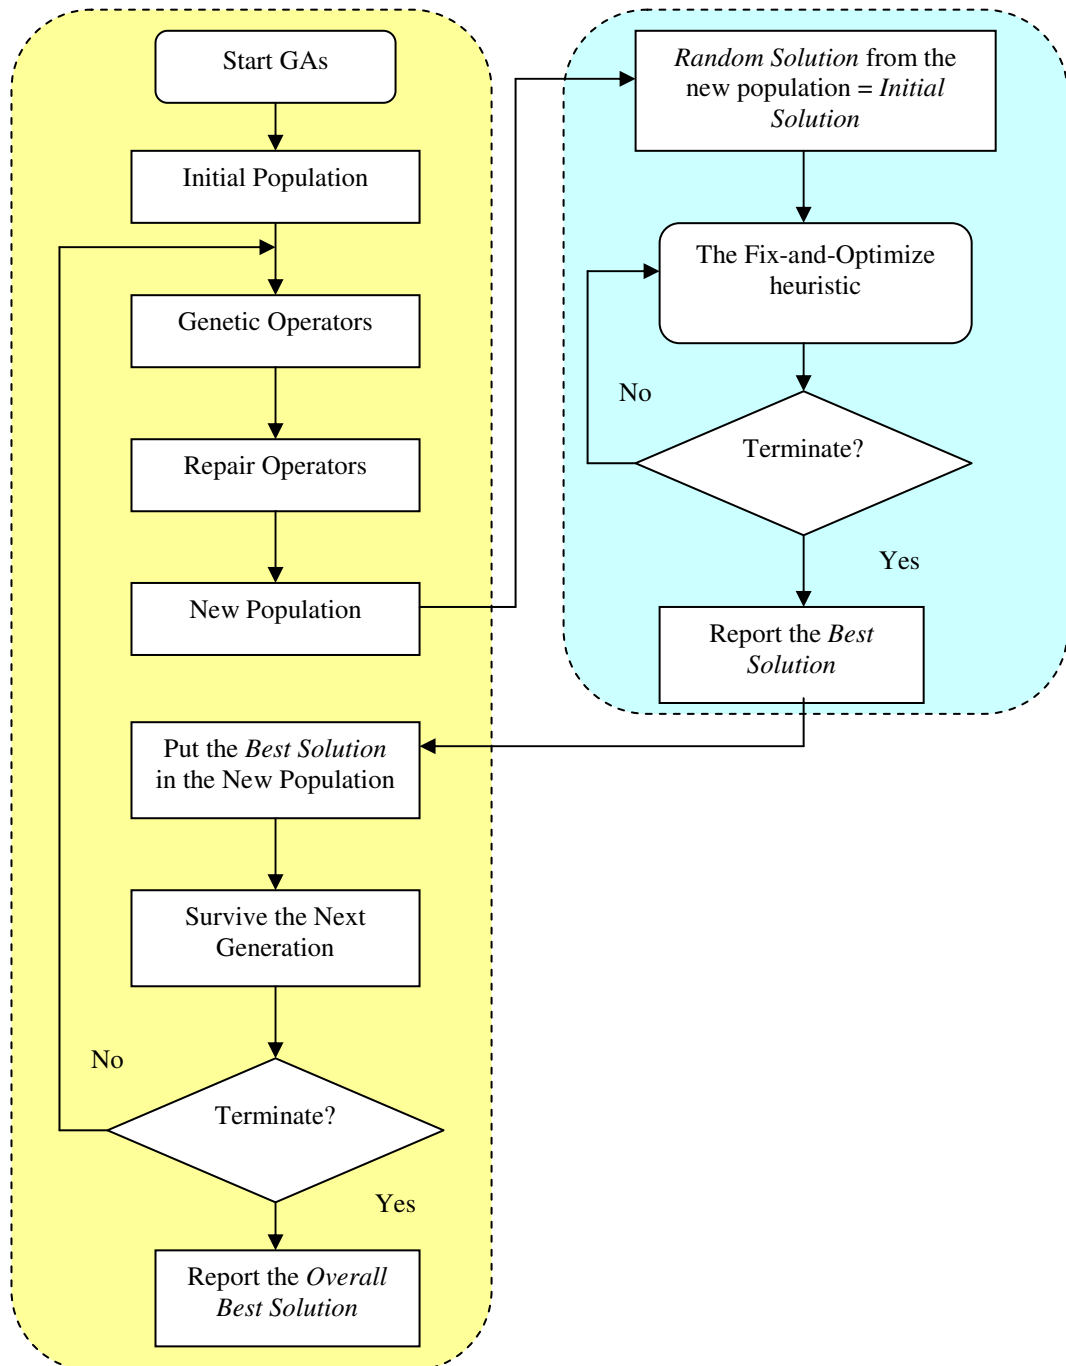 Start GAs
Initial Population
Genetic Operators
Repair Operators
New Population
Random Solution from the
new population = Initial
Solution
The Fix-and-Optimize
heuristic
No
Terminate?
Yes
Report the Best
Solution
Put the Best Solution
in the New Population
Survive the Next
Generation
No
Terminate?
Yes
Report the Overall
Best Solution